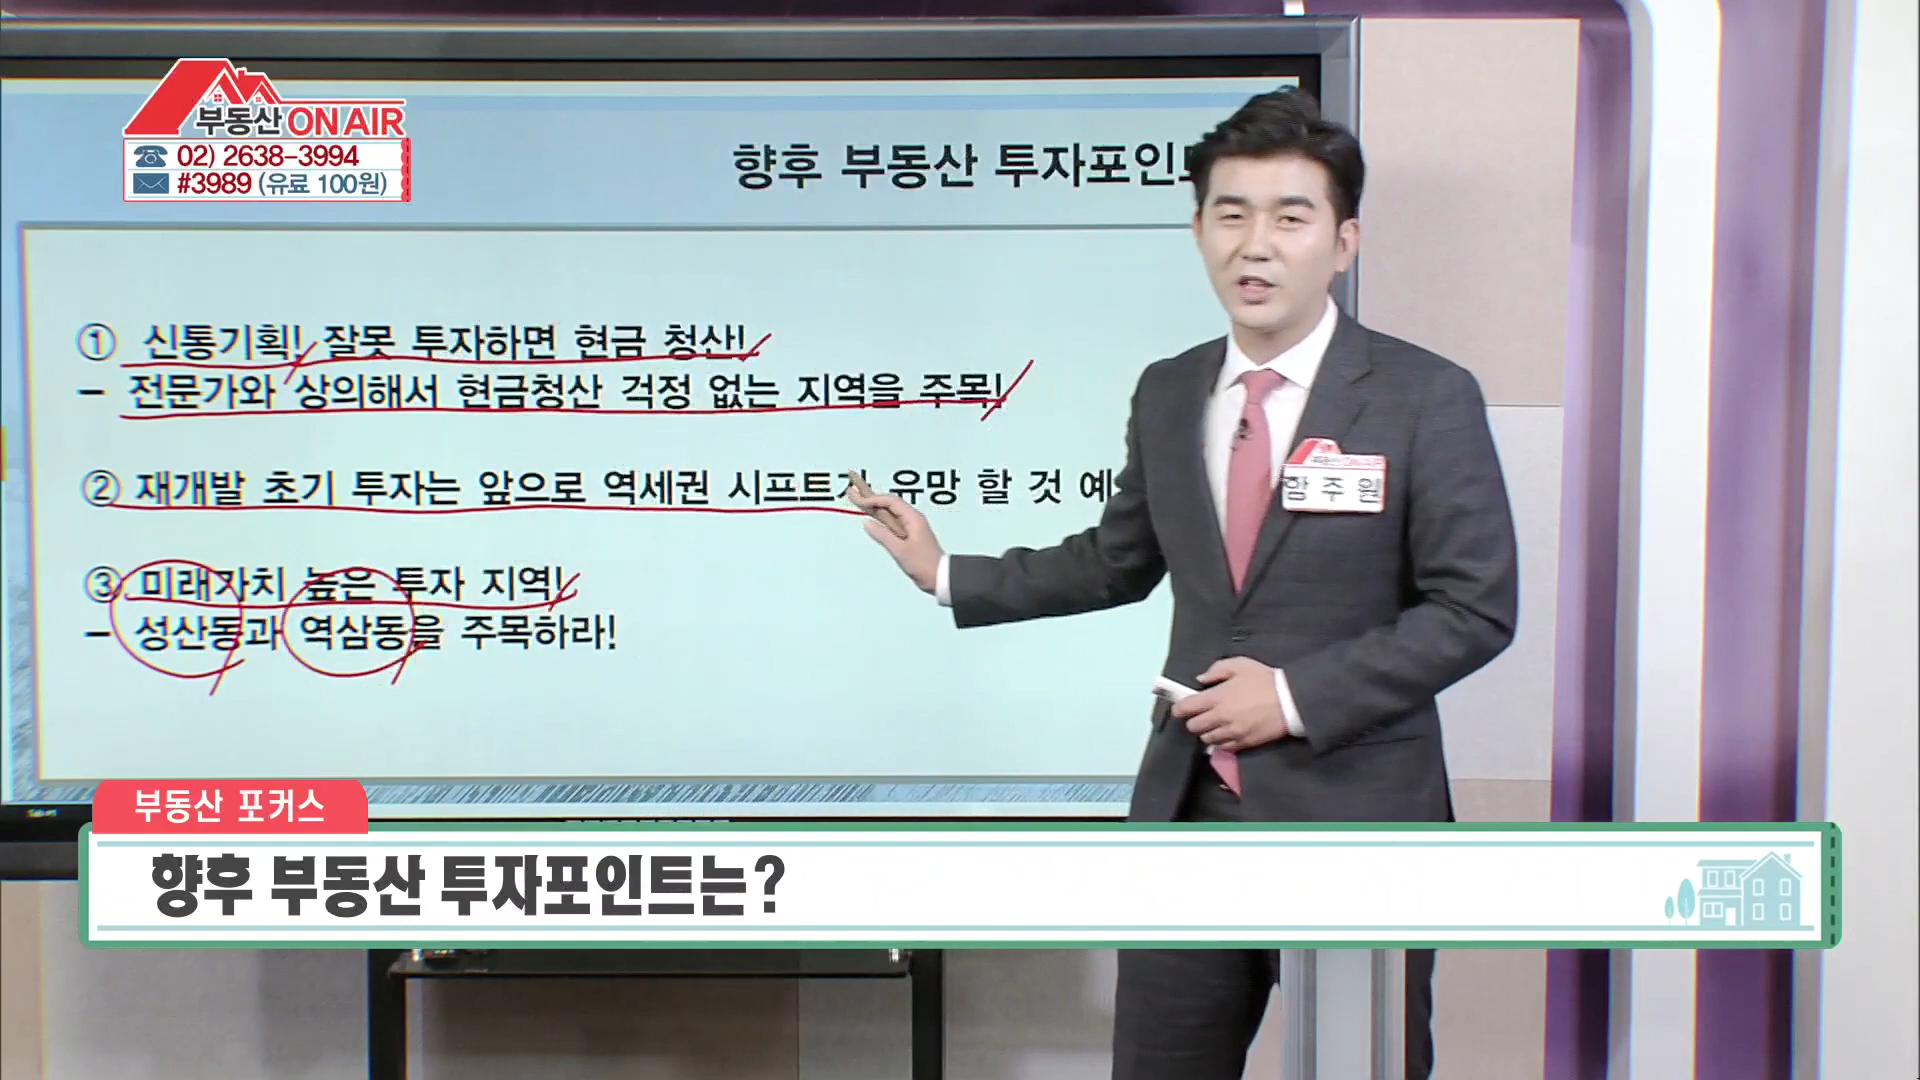 부동산 ON AIR
02) 2638-3994
#3989 (유료 100원)
향후 부동산 투자포인트
① 신통기획! 잘못 투자하면 현금 청산!
- 전문가와 상의해서 현금청산 걱정 없는 지역을 주목!
② 재개발 초기 투자는 앞으로 역세권 시프트가 유망 할 것 예
③ 미래가치 높은 투자 지역!
- 성산동과 역삼동을 주목하라!
부동산 ON AIR
함주원
부동산 포커스
향후 부동산 투자포인트는?